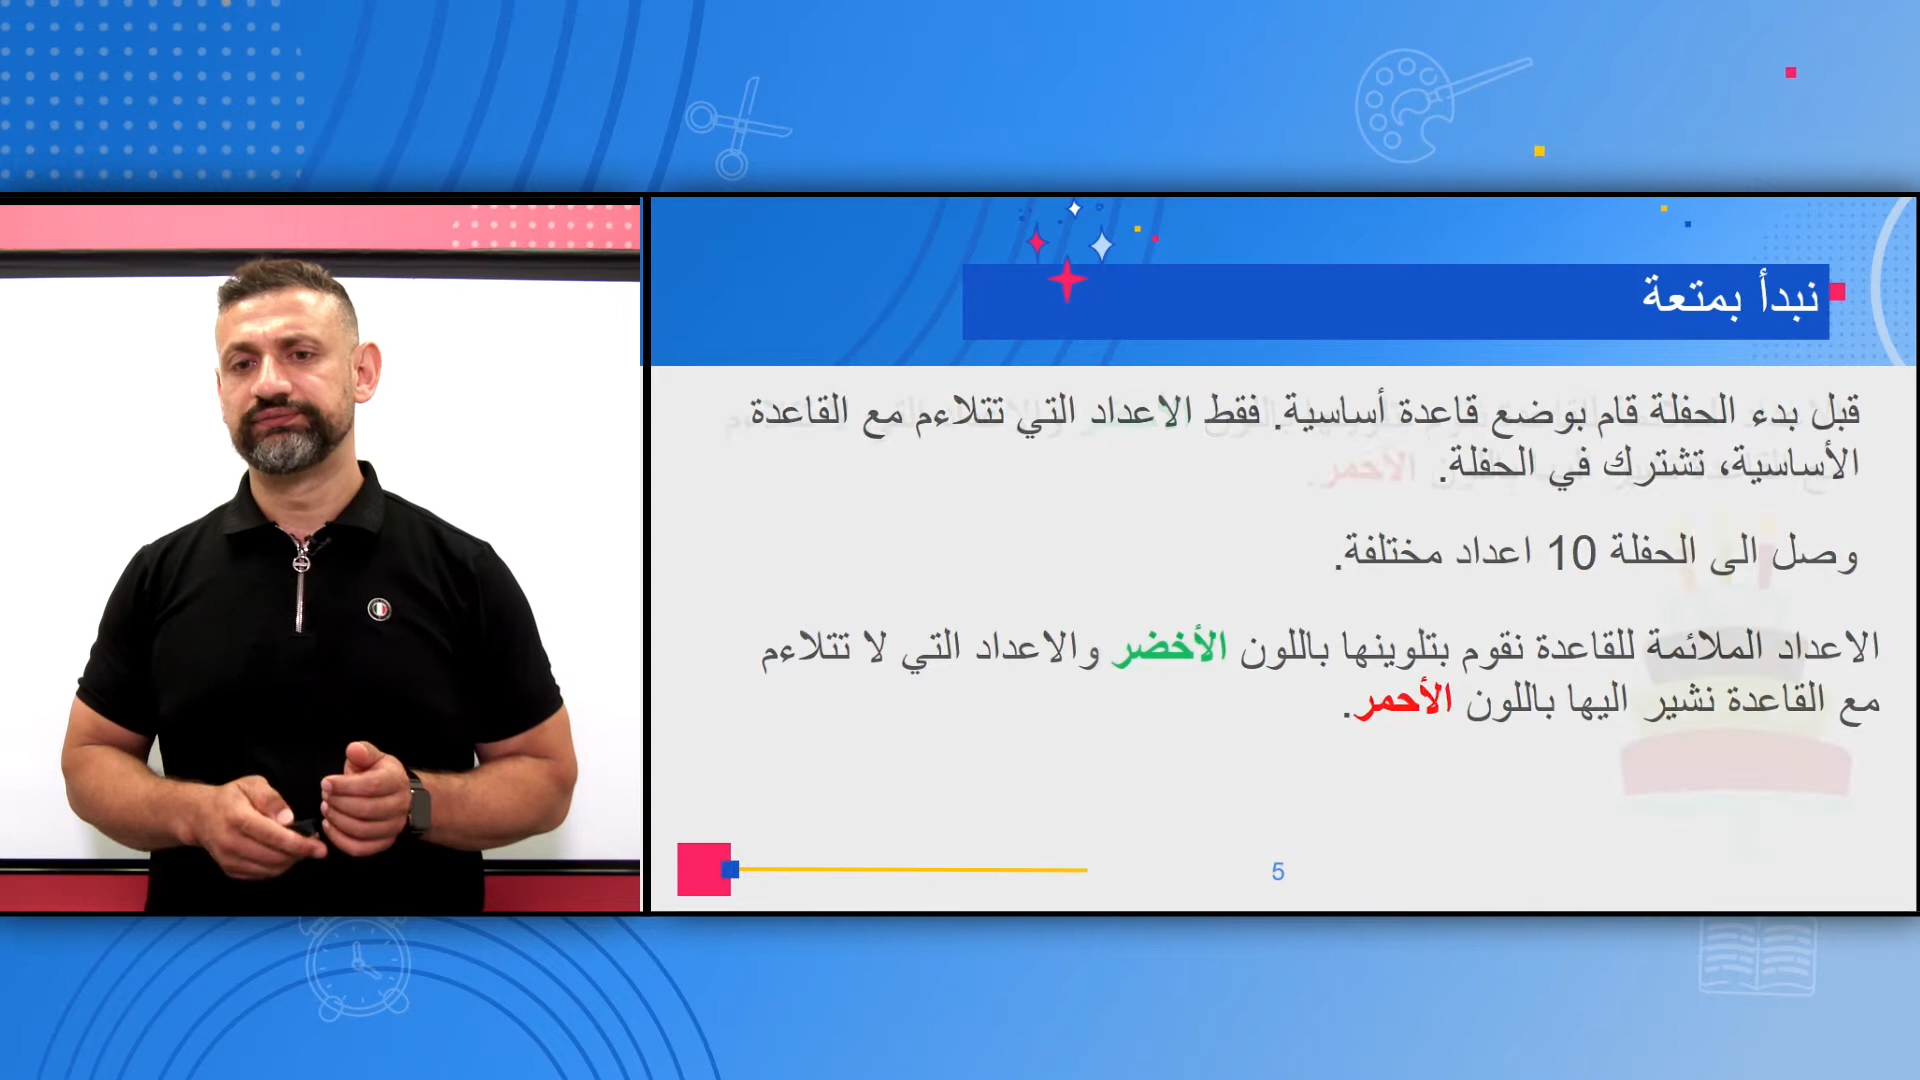 نبدأ بمتعة
قبل بدء الحفلة قام بوضع قاعدة أساسية. فقط الاعداد التي تتلاءم مع القاعدة
الأساسية، تشترك في الحفلة.
وصل الى الحفلة 10 اعداد مختلفة.
الاعداد الملائمة للقاعدة نقوم بتلوينها باللون الأخضر والاعداد التي لا تتلاءم
مع القاعدة نشير اليها باللون الأحمر.
5